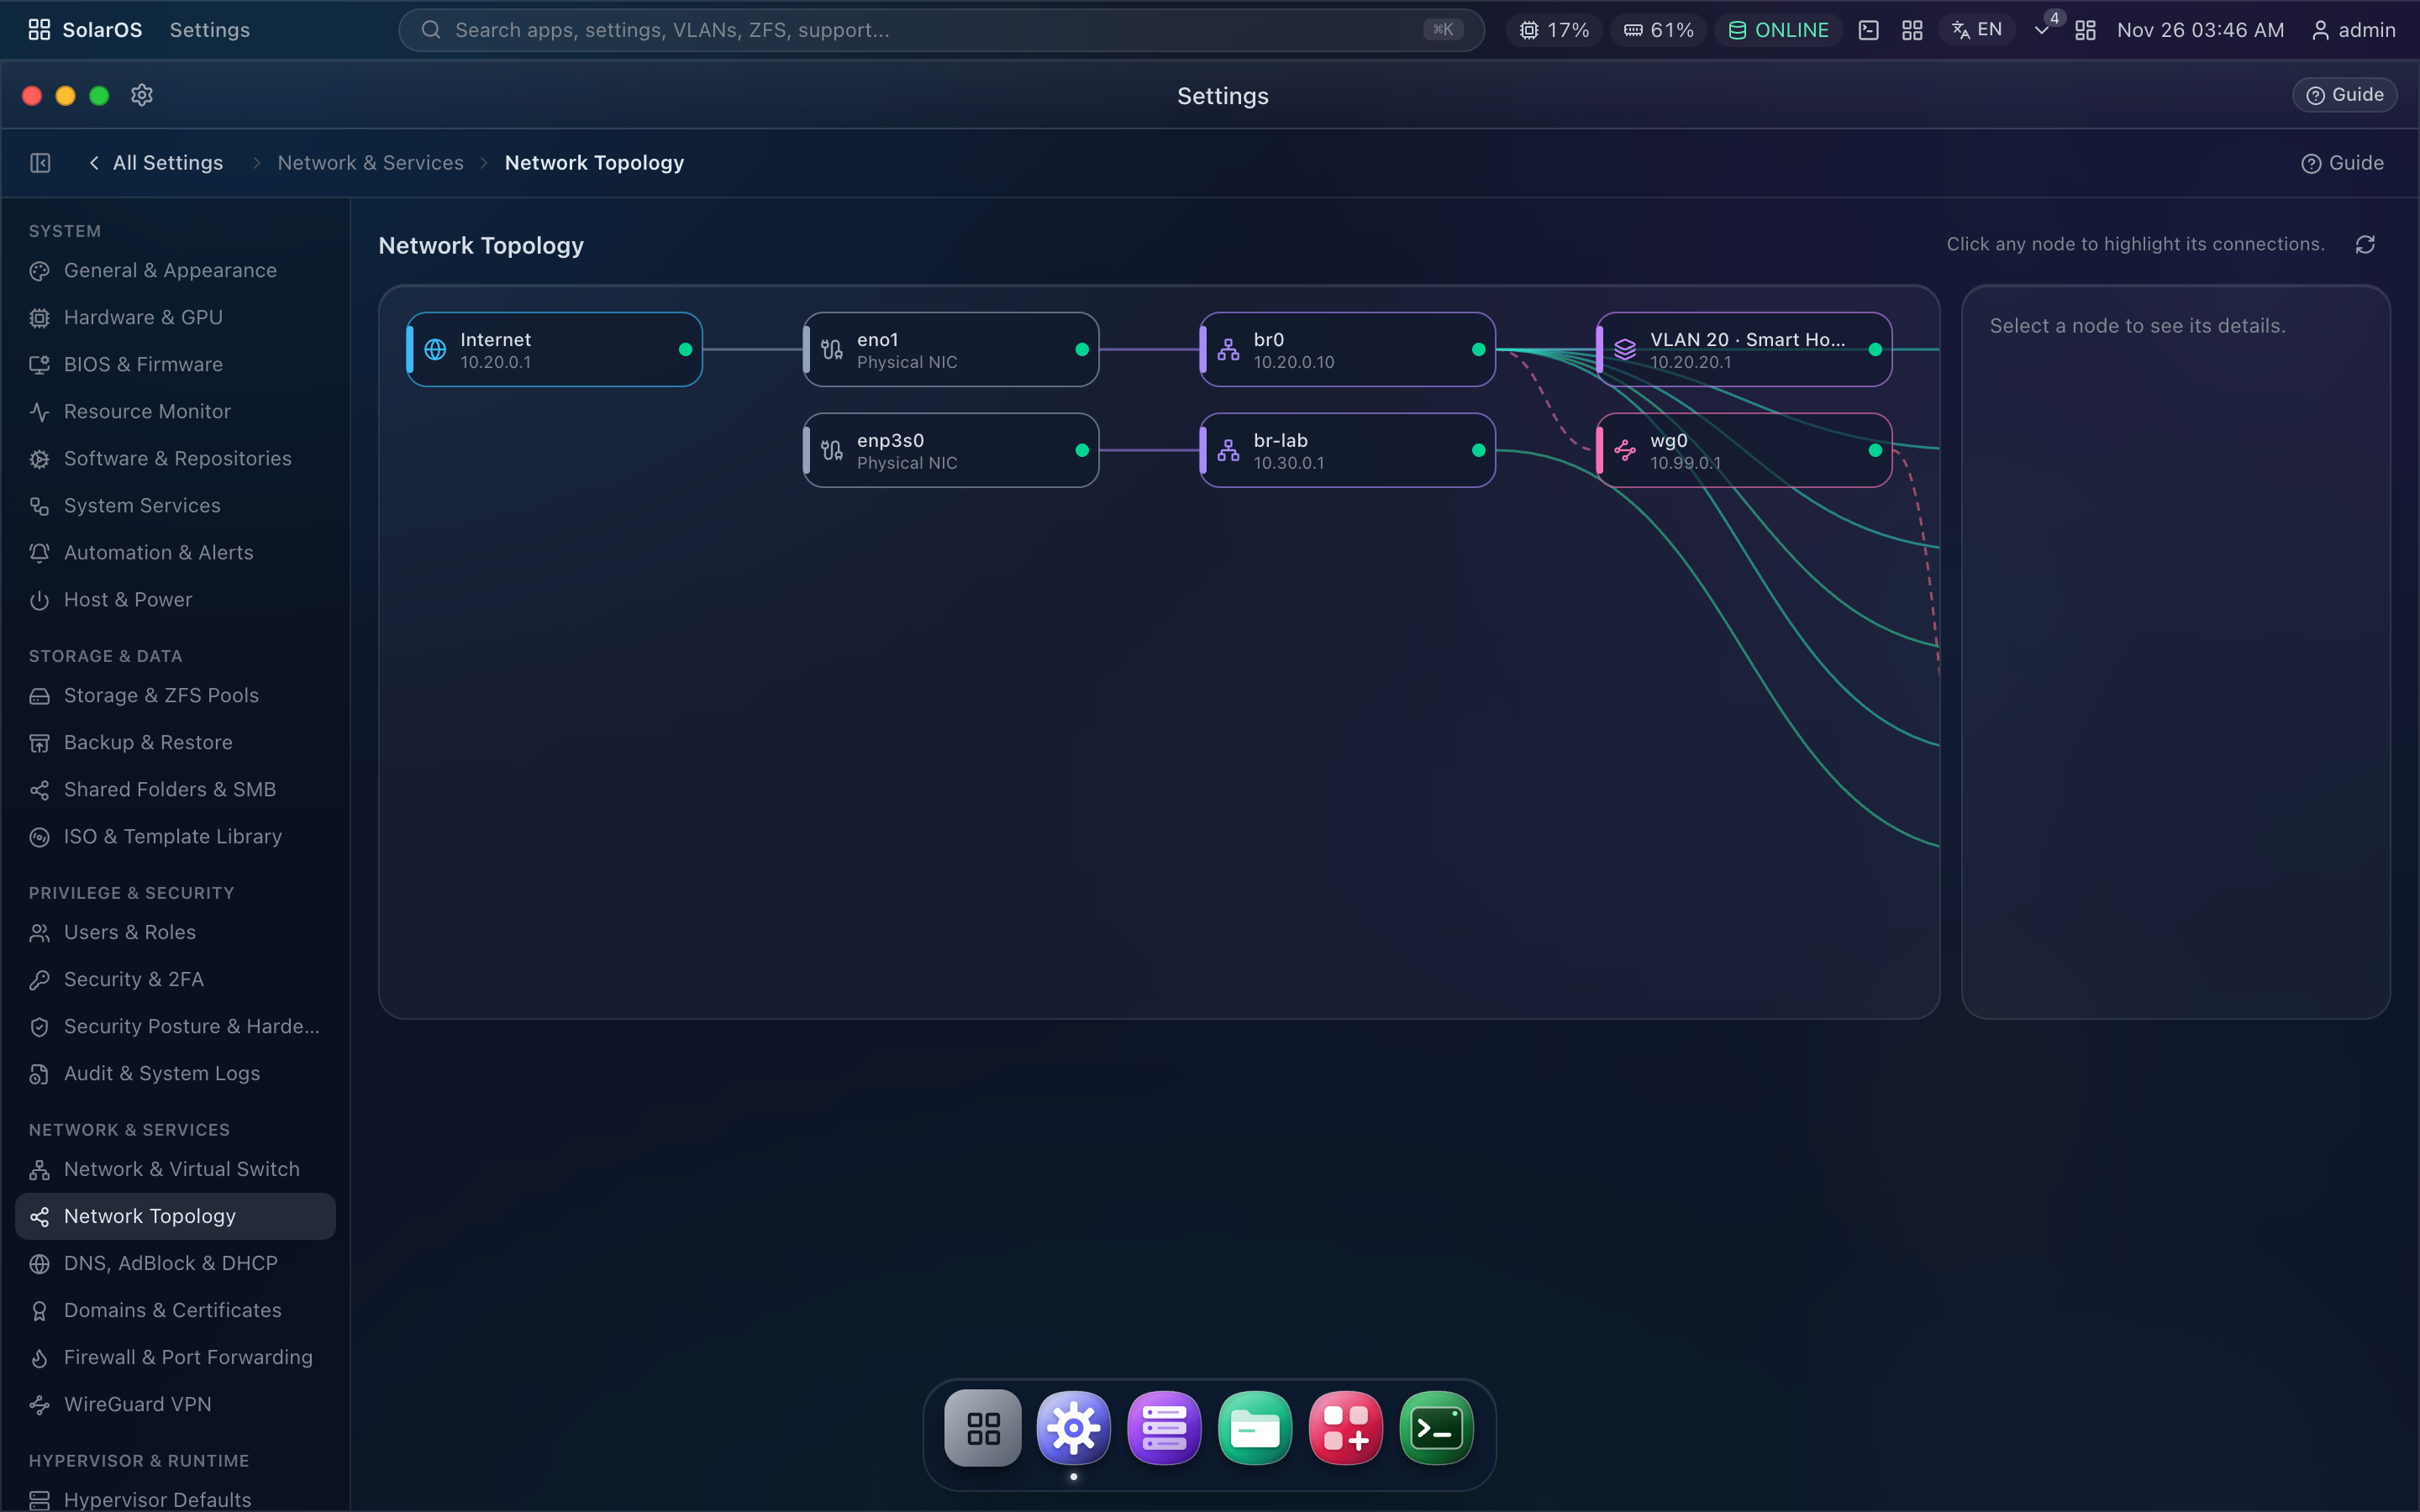 SolarOS Settings Search apps, settings, VLANs, ZFS, support... ⌘K 17% 61% ONLINE EN 4 Nov 26 03:46 AM admin
Settings Guide
All Settings Network & Services Network Topology Guide
SYSTEM
General & Appearance
Hardware & GPU
BIOS & Firmware
Resource Monitor
Software & Repositories
System Services
Automation & Alerts
Host & Power
STORAGE & DATA
Storage & ZFS Pools
Backup & Restore
Shared Folders & SMB
ISO & Template Library
PRIVILEGE & SECURITY
Users & Roles
Security & 2FA
Security Posture & Harde...
Audit & System Logs
NETWORK & SERVICES
Network & Virtual Switch
Network Topology
DNS, AdBlock & DHCP
Domains & Certificates
Firewall & Port Forwarding
WireGuard VPN
HYPERVISOR & RUNTIME
Hypervisor Defaults
Network Topology Click any node to highlight its connections.
Internet
10.20.0.1
eno1
Physical NIC
br0
10.20.0.10
VLAN 20 · Smart Ho...
10.20.20.1
enp3s0
Physical NIC
br-lab
10.30.0.1
wg0
10.99.0.1
Select a node to see its details.